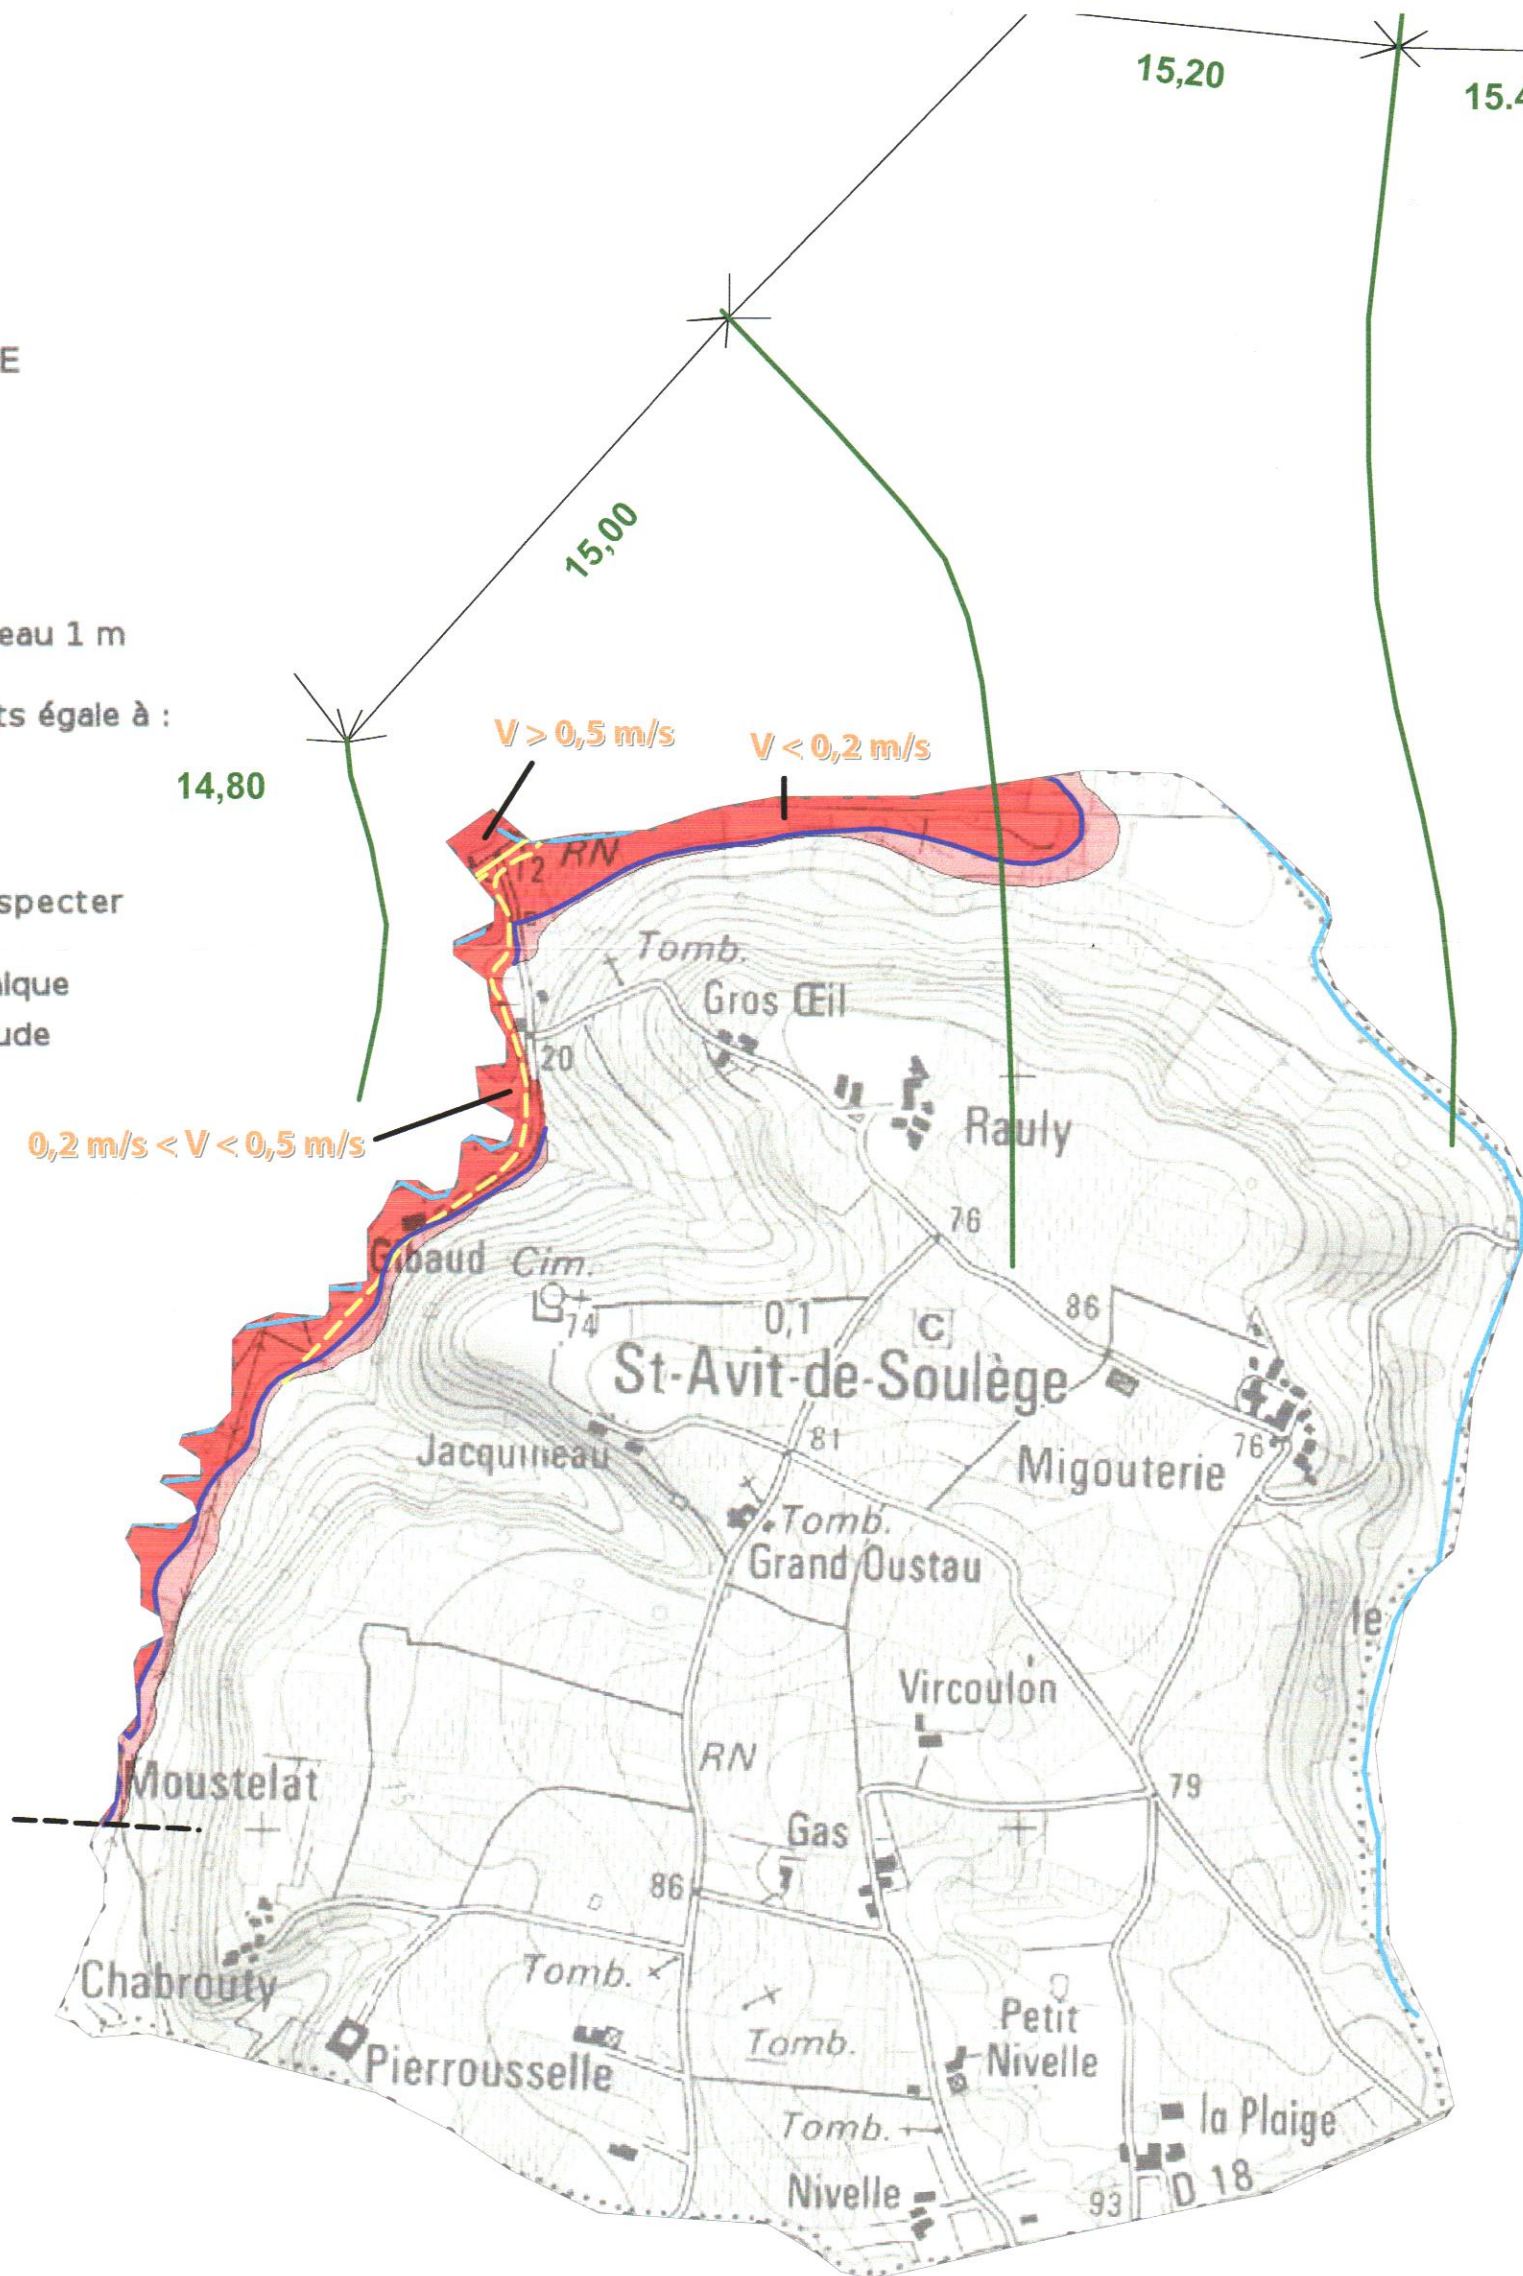 15,20
15.4
E
15,00
eau 1 m
ts égale à :
V > 0,5 m/s
V < 0,2 m/s
14,80
RN
12
specter
Tomb.
ique
Gros Œil
ude
20
Rauly
0,2 m/s < V < 0,5 m/s
76
Gibaud
Cim.
74
0,1
C
86
St-Avit-de-Soulège
81
76
Jacquineau
Migouterie
Tomb.
Grand Oustau
le
Vircoulon
RN
Moustelat
79
Gas
86
Chabrouty
Tomb.
Petit
Nivelle
Tomb.
Pierrousselle
la Plaige
Tomb.
Nivelle
D 18
93